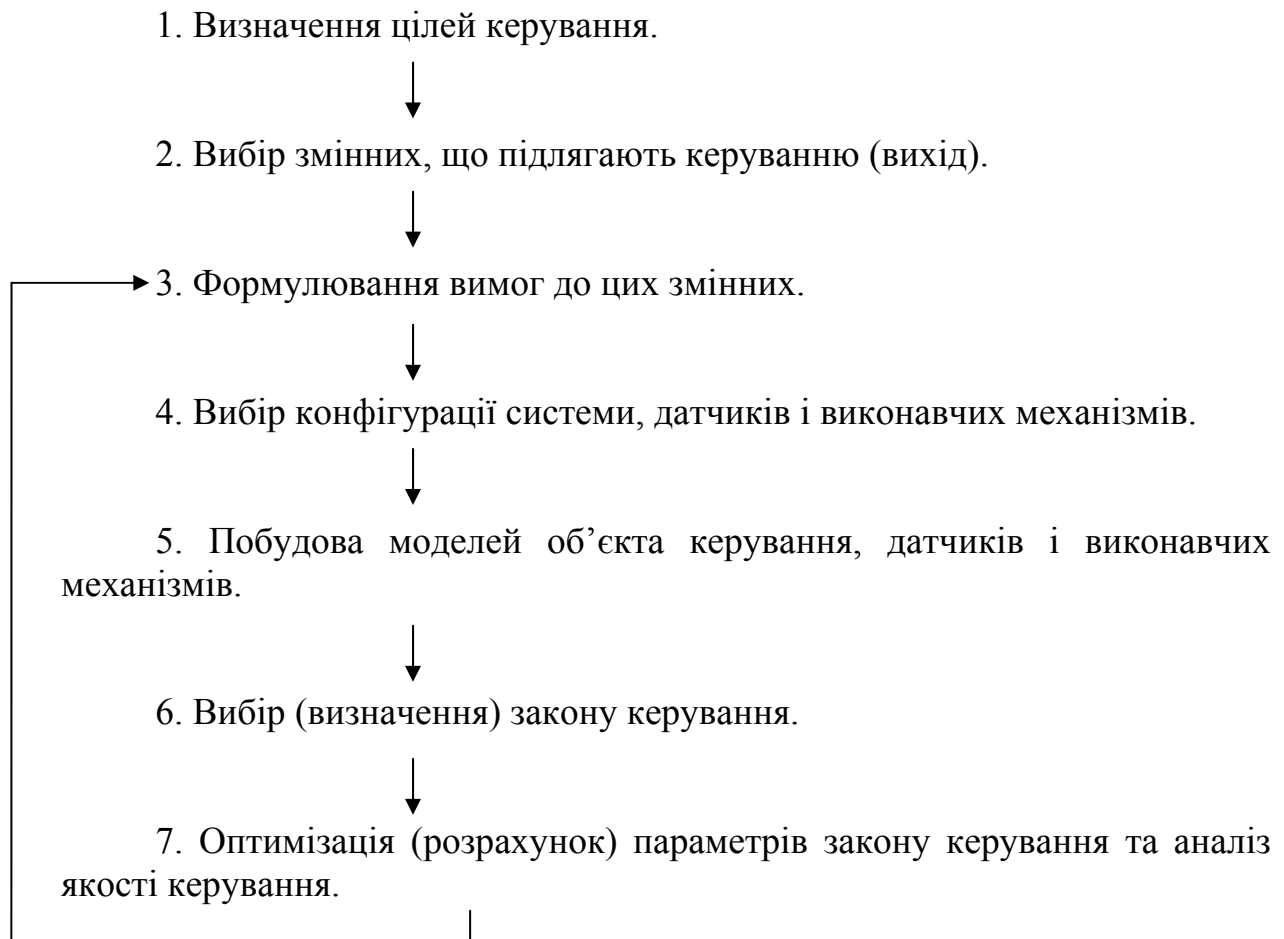 1. Визначення цілей керування.
2. Вибір змінних, що підлягають керуванню (вихід).
3. Формулювання вимог до цих змінних.
4. Вибір конфігурації системи, датчиків і виконавчих механізмів.
5. Побудова моделей об’єкта керування, датчиків і виконавчих
механізмів.
6. Вибір (визначення) закону керування.
7. Оптимізація (розрахунок) параметрів закону керування та аналіз
якості керування.